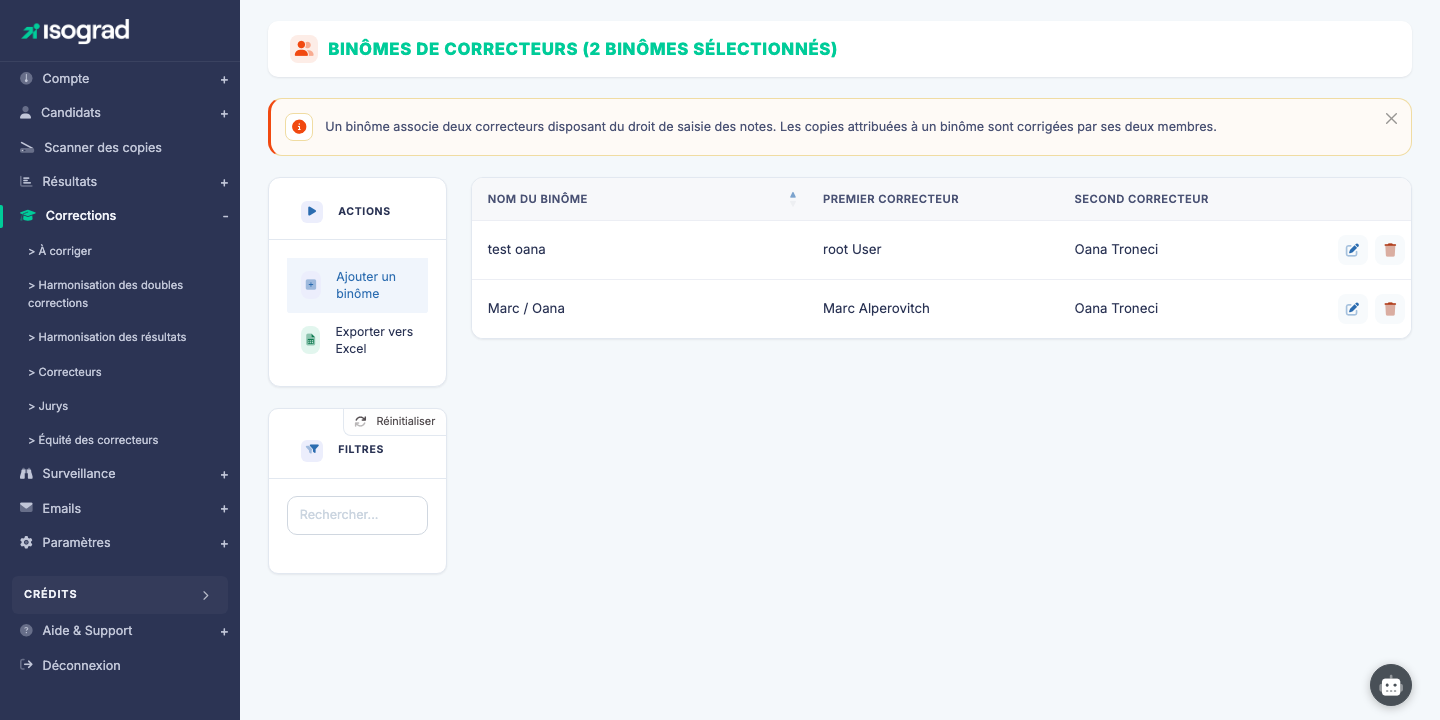 isograd
Compte +
Candidats +
Scanner des copies
Résultats +
Corrections -
> À corriger
> Harmonisation des doubles
corrections
> Harmonisation des résultats
> Correcteurs
> Jurys
> Équité des correcteurs
Surveillance +
Emails +
Paramètres +
CRÉDITS
Aide & Support +
Déconnexion
BINÔMES DE CORRECTEURS (2 BINÔMES SÉLECTIONNÉS)
Un binôme associe deux correcteurs disposant du droit de saisie des notes. Les copies attribuées à un binôme sont corrigées par ses deux membres.
ACTIONS
Ajouter un
binôme
Exporter vers
Excel
Réinitialiser
FILTRES
Rechercher...
NOM DU BINÔME PREMIER CORRECTEUR SECOND CORRECTEUR
test oana root User Oana Troneci
Marc / Oana Marc Alperovitch Oana Troneci